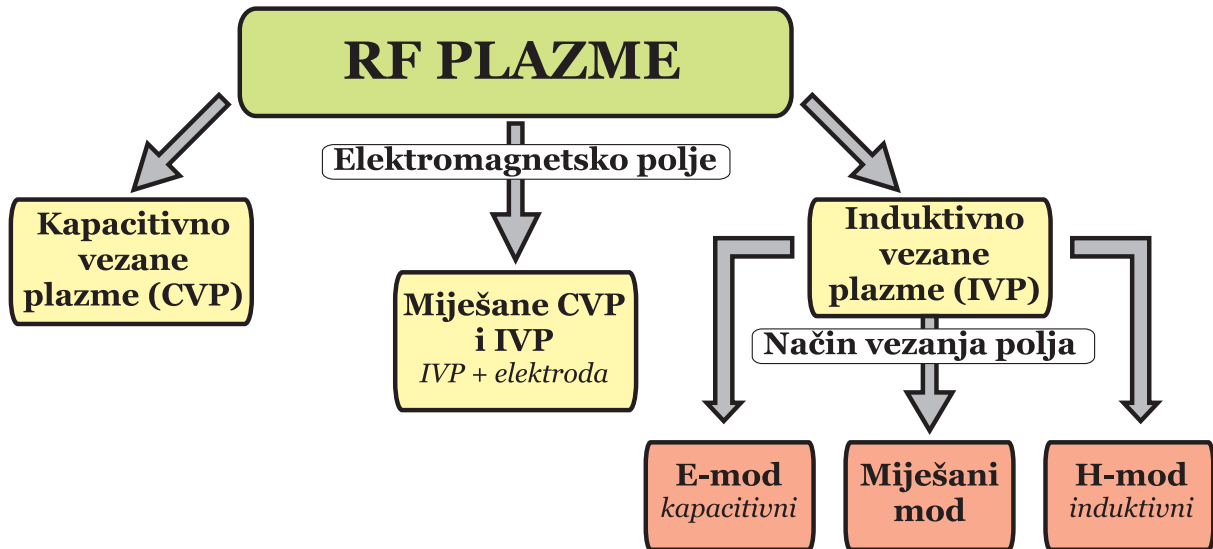 RF PLAZME
Elektromagnetsko polje
Kapacitivno
vezane
plazme (CVP)
Miješane CVP
i IVP
IVP + elektroda
Induktivno
vezane
plazme (IVP)
Način vezanja polja
E-mod
kapacitivni
Miješani
mod
H-mod
induktivni